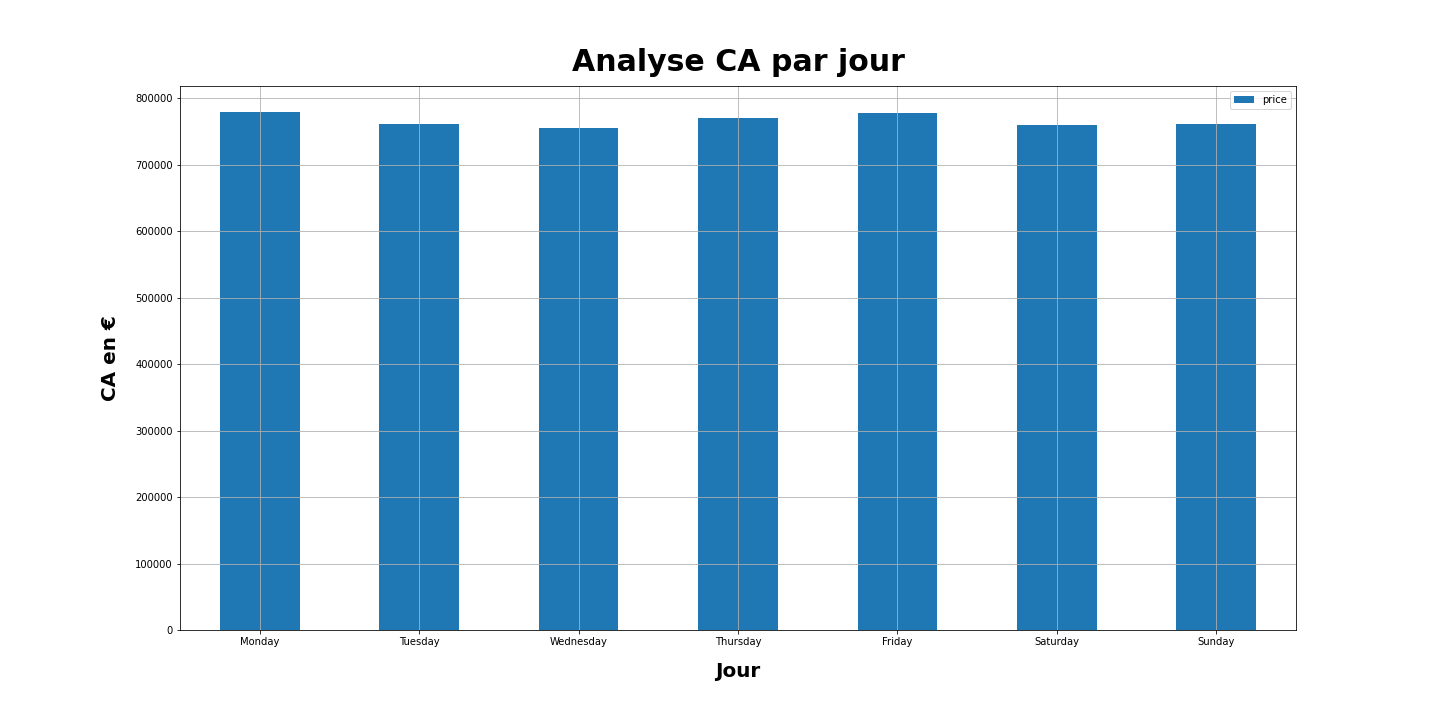 Analyse CA par jour
price
800000
700000
600000
500000
400000
300000
200000
100000
0
CA en €
Monday Tuesday Wednesday Thursday Friday Saturday Sunday
Jour